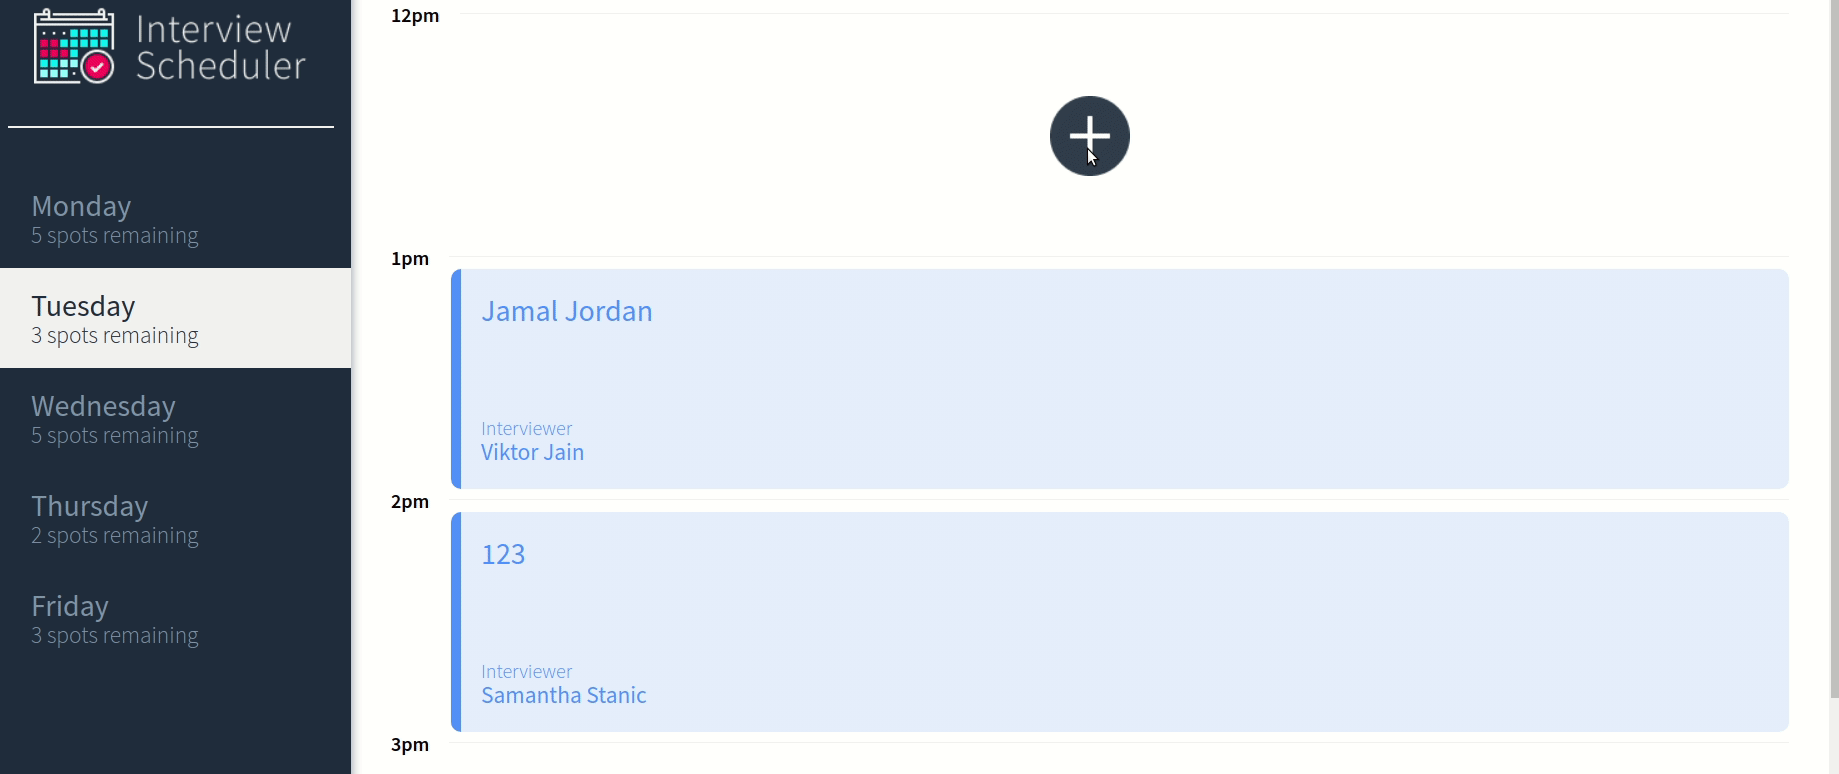 Interview
Scheduler
Monday
5 spots remaining
Tuesday
3 spots remaining
Wednesday
5 spots remaining
Thursday
2 spots remaining
Friday
3 spots remaining
12pm
1pm
Jamal Jordan
Interviewer
Viktor Jain
2pm
123
Interviewer
Samantha Stanic
3pm